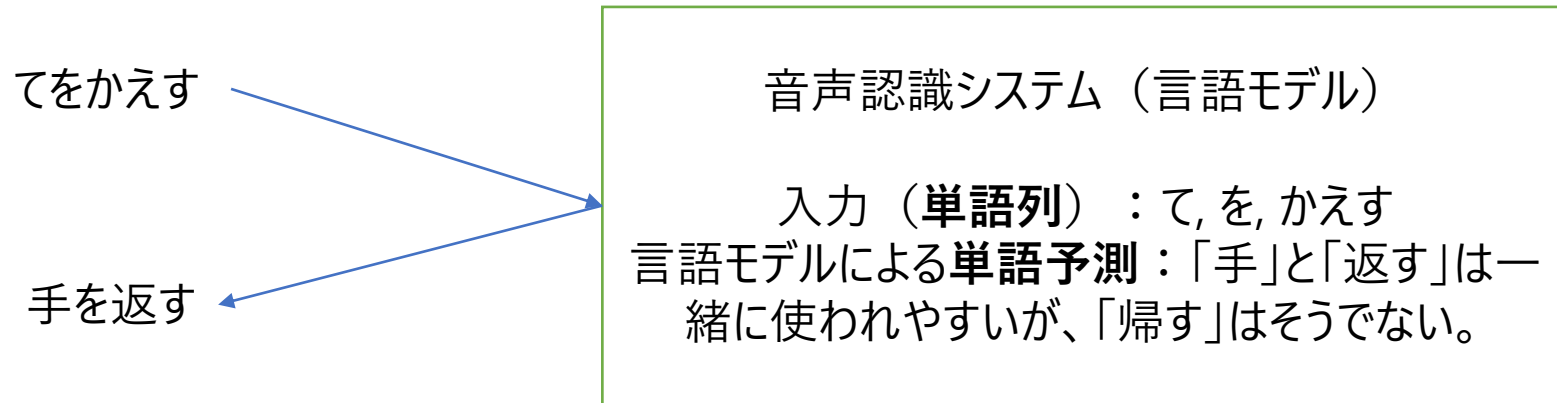 てをかえす
手を返す
音声認識システム（言語モデル）
入力（単語列）：て, を, かえす
言語モデルによる単語予測：「手」と「返す」は一
緒に使われやすいが、「帰す」はそうでない。